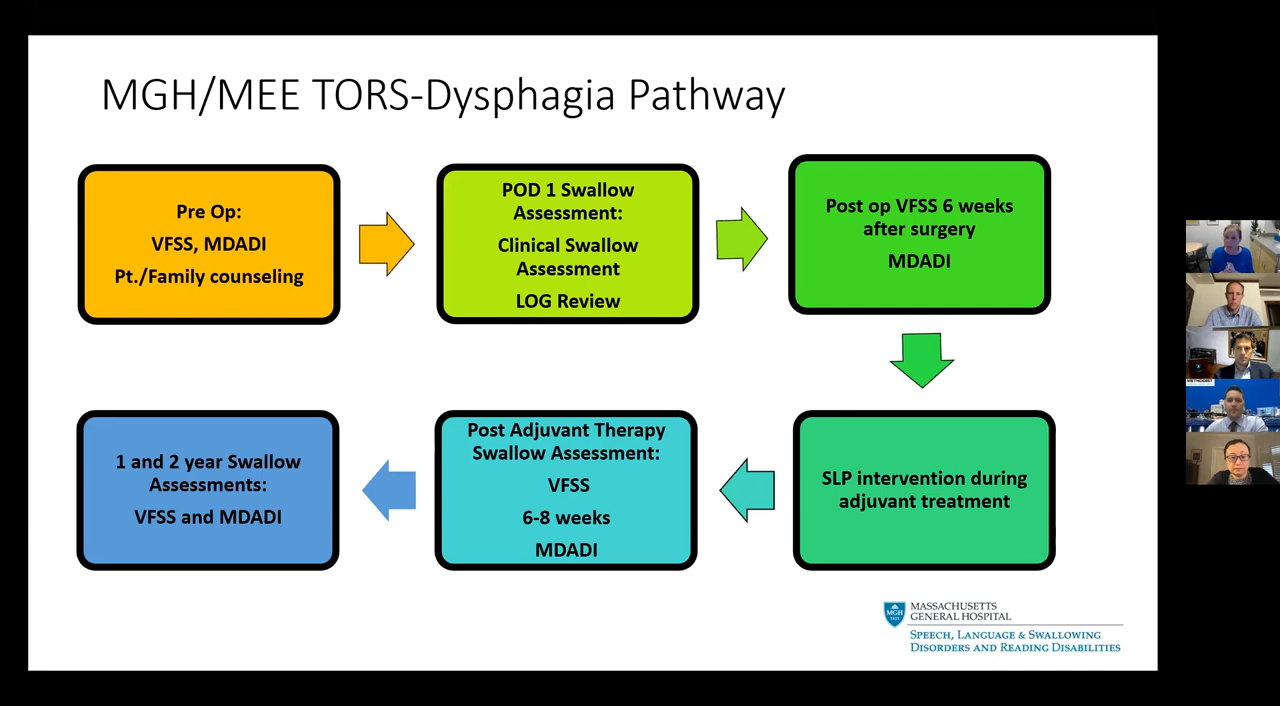 MGH/MEE TORS-Dysphagia Pathway
Pre Op:
VFSS, MDADI
Pt./Family counseling
POD 1 Swallow
Assessment:
Clinical Swallow
Assessment
LOG Review
Post op VFSS 6 weeks
after surgery
MDADI
SLP intervention during
adjuvant treatment
Post Adjuvant Therapy
Swallow Assessment:
VFSS
6-8 weeks
MDADI
1 and 2 year Swallow
Assessments:
VFSS and MDADI
METHODIST
MGH
1811
MASSACHUSETTS
GENERAL HOSPITAL
SPEECH, LANGUAGE & SWALLOWING
DISORDERS AND READING DISABILITIES